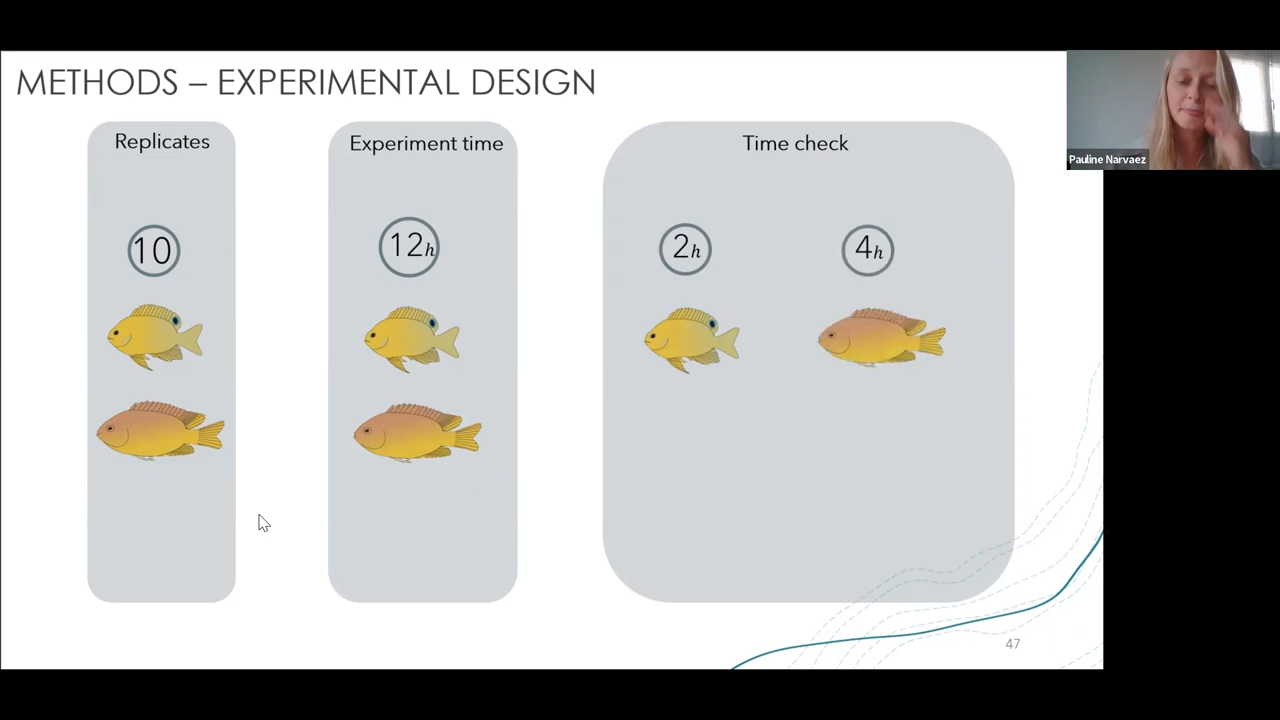 METHODS – EXPERIMENTAL DESIGN
Pauline Narvaez
Replicates
Experiment time
Time check
10
12h
2h
4h
47